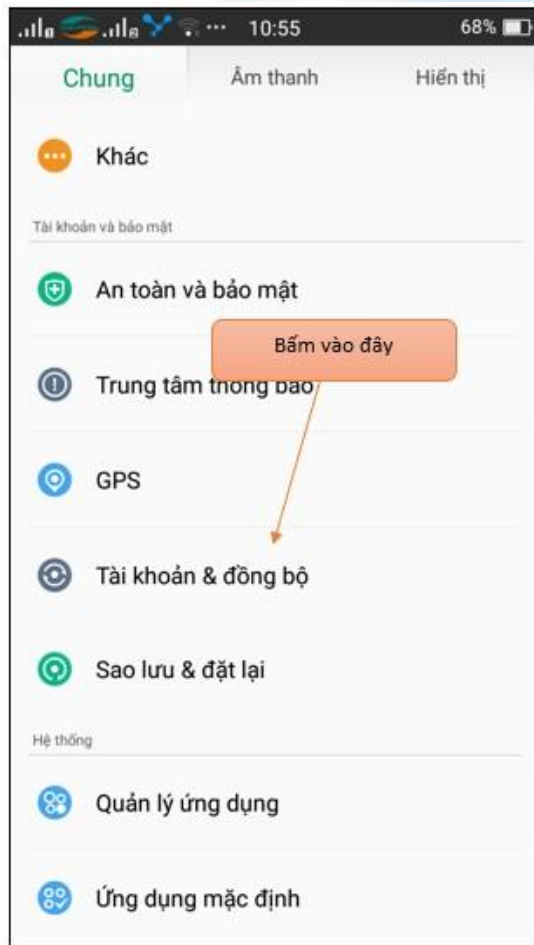 10:55 68%
Chung Âm thanh Hiển thị
Khác
Tài khoản và bảo mật
An toàn và bảo mật
Bấm vào đây
Trung tâm thông báo
GPS
Tài khoản & đồng bộ
Sao lưu & đặt lại
Hệ thống
Quản lý ứng dụng
Ứng dụng mặc định